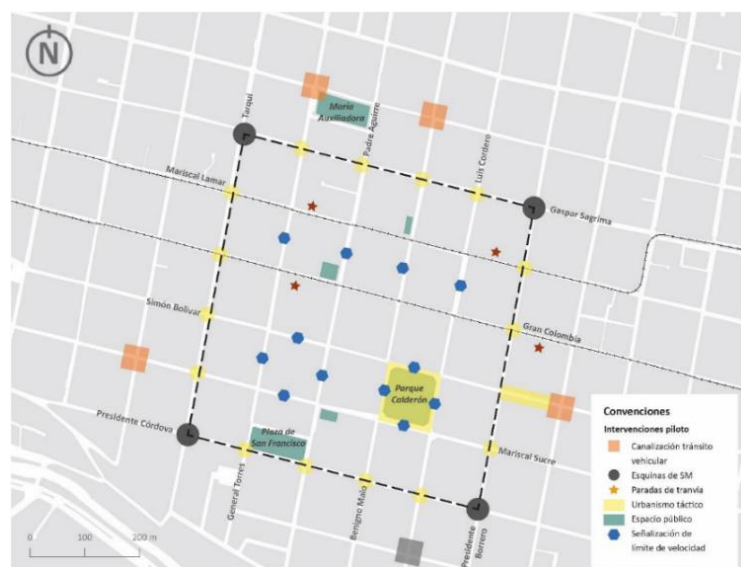 N
Tarqui
María
Auxiliadora
Padre Aguirre
Luis Cordero
Mariscal Lamar
Gaspar Sagrima
Simón Bolívar
Gran Colombia
Parque
Calderón
Presidente Córdova
Plaza de
San Francisco
General Torres
Benigno Malo
Presidente
Borrero
Mariscal Sucre
0
100
200 m
Convenciones
Intervenciones piloto
Canalización tránsito
vehicular
Esquinas de SM
Paradas de tranvía
Urbanismo táctico
Espacio público
Señalización de
límite de velocidad